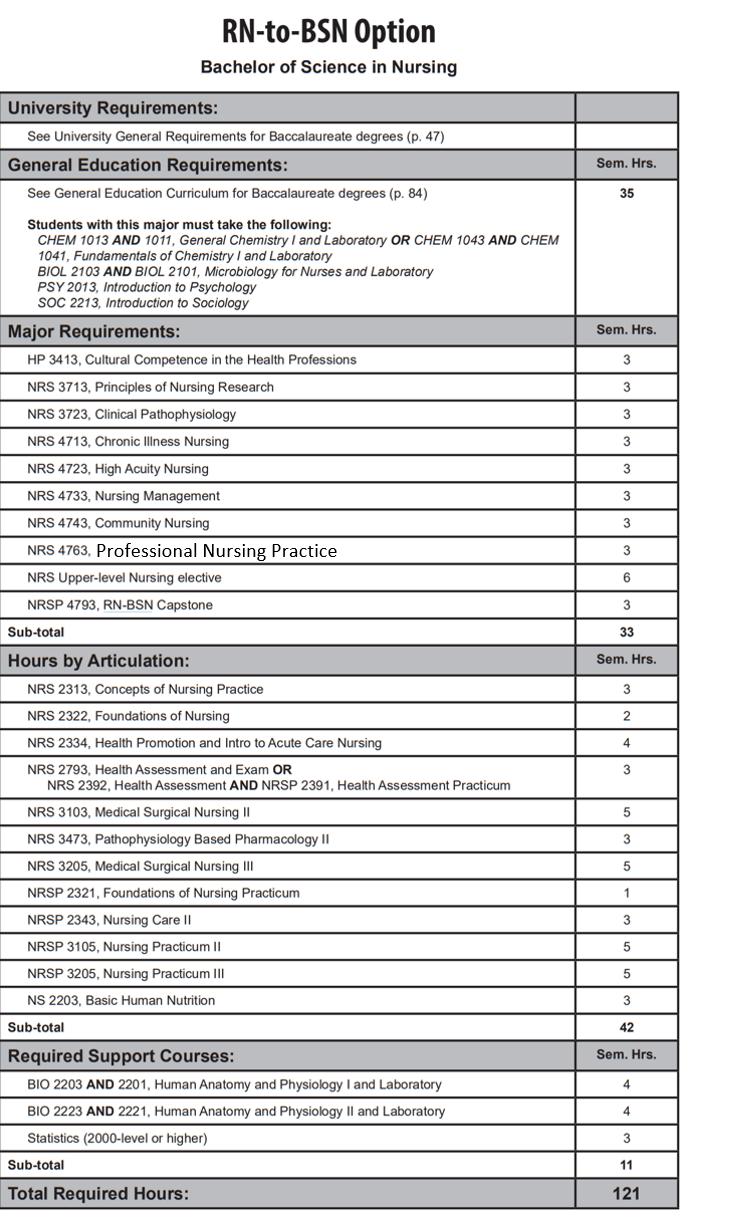 RN-to-BSN Option
Bachelor of Science in Nursing
University Requirements:
See University General Requirements for Baccalaureate degrees (p. 47)
General Education Requirements: Sem. Hrs.
See General Education Curriculum for Baccalaureate degrees (p. 84) 35
Students with this major must take the following:
CHEM 1013 AND 1011, General Chemistry I and Laboratory OR CHEM 1043 AND CHEM
1041, Fundamentals of Chemistry I and Laboratory
BIOL 2103 AND BIOL 2101, Microbiology for Nurses and Laboratory
PSY 2013, Introduction to Psychology
SOC 2213, Introduction to Sociology
Major Requirements: Sem. Hrs.
HP 3413, Cultural Competence in the Health Professions 3
NRS 3713, Principles of Nursing Research 3
NRS 3723, Clinical Pathophysiology 3
NRS 4713, Chronic Illness Nursing 3
NRS 4723, High Acuity Nursing 3
NRS 4733, Nursing Management 3
NRS 4743, Community Nursing 3
NRS 4763, Professional Nursing Practice 3
NRS Upper-level Nursing elective 6
NRSP 4793, RN-BSN Capstone 3
Sub-total 33
Hours by Articulation: Sem. Hrs.
NRS 2313, Concepts of Nursing Practice 3
NRS 2322, Foundations of Nursing 2
NRS 2334, Health Promotion and Intro to Acute Care Nursing 4
NRS 2793, Health Assessment and Exam OR 3
NRS 2392, Health Assessment AND NRSP 2391, Health Assessment Practicum
NRS 3103, Medical Surgical Nursing II 5
NRS 3473, Pathophysiology Based Pharmacology II 3
NRS 3205, Medical Surgical Nursing III 5
NRSP 2321, Foundations of Nursing Practicum 1
NRSP 2343, Nursing Care II 3
NRSP 3105, Nursing Practicum II 5
NRSP 3205, Nursing Practicum III 5
NS 2203, Basic Human Nutrition 3
Sub-total 42
Required Support Courses: Sem. Hrs.
BIO 2203 AND 2201, Human Anatomy and Physiology I and Laboratory 4
BIO 2223 AND 2221, Human Anatomy and Physiology II and Laboratory 4
Statistics (2000-level or higher) 3
Sub-total 11
Total Required Hours: 121